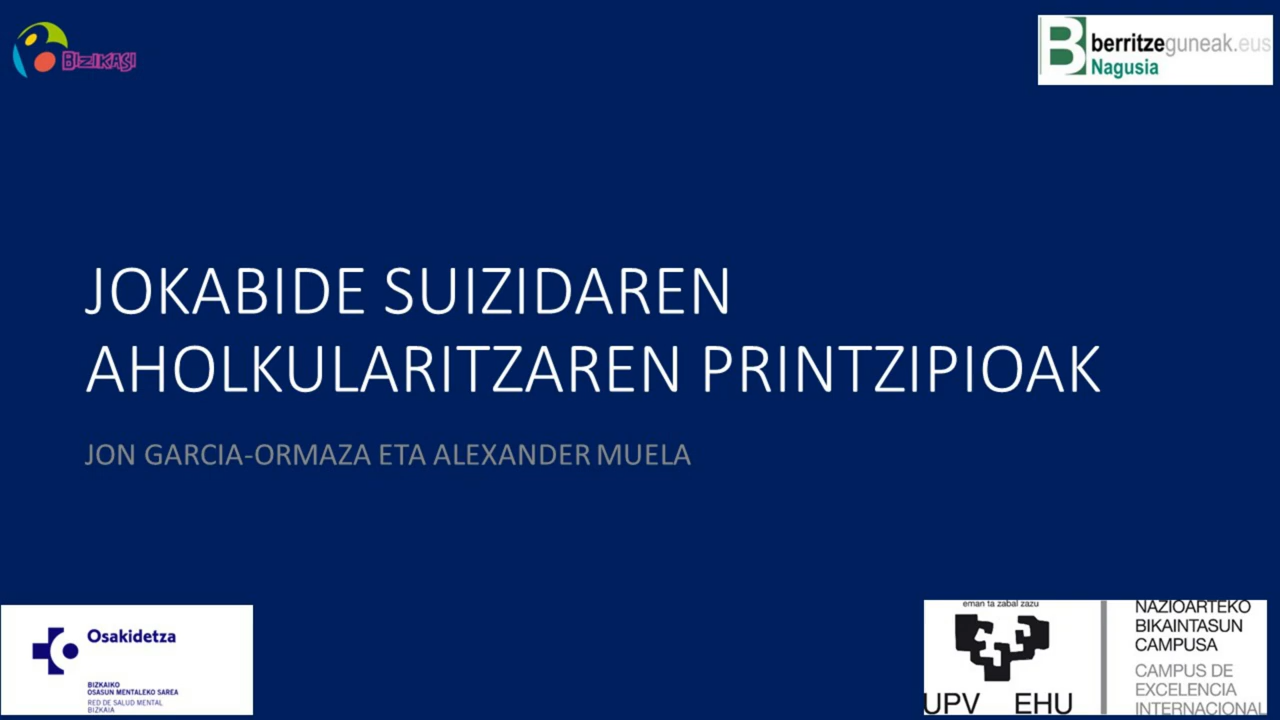 BIZIKASI
berritzeguneak.eus
Nagusia
JOKABIDE SUIZIDAREN
AHOLKULARITZAREN PRINTZIPIOAK
JON GARCIA-ORMAZA ETA ALEXANDER MUELA
Osakidetza
BIZKAIKO
OSASUN MENTALEKO SAREA
RED DE SALUD MENTAL
BIZKAIA
eman ta zabal zazu
UPV EHU
NAZIOARTEKO
BIKAINTASUN
CAMPUSA
CAMPUS DE
EXCELENCIA
INTERNACIONAL